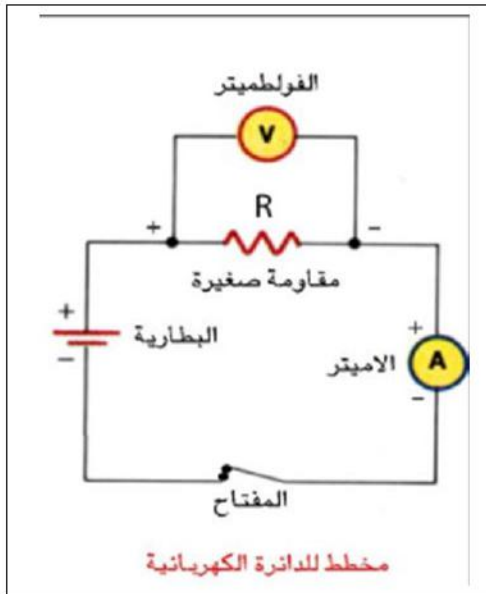 الفولطميتر
V
R
+ -
مقاومة صغيرة
+
البطارية
-
+
A
الاميتر
-
المفتاح
مخطط للدائرة الكهربائية